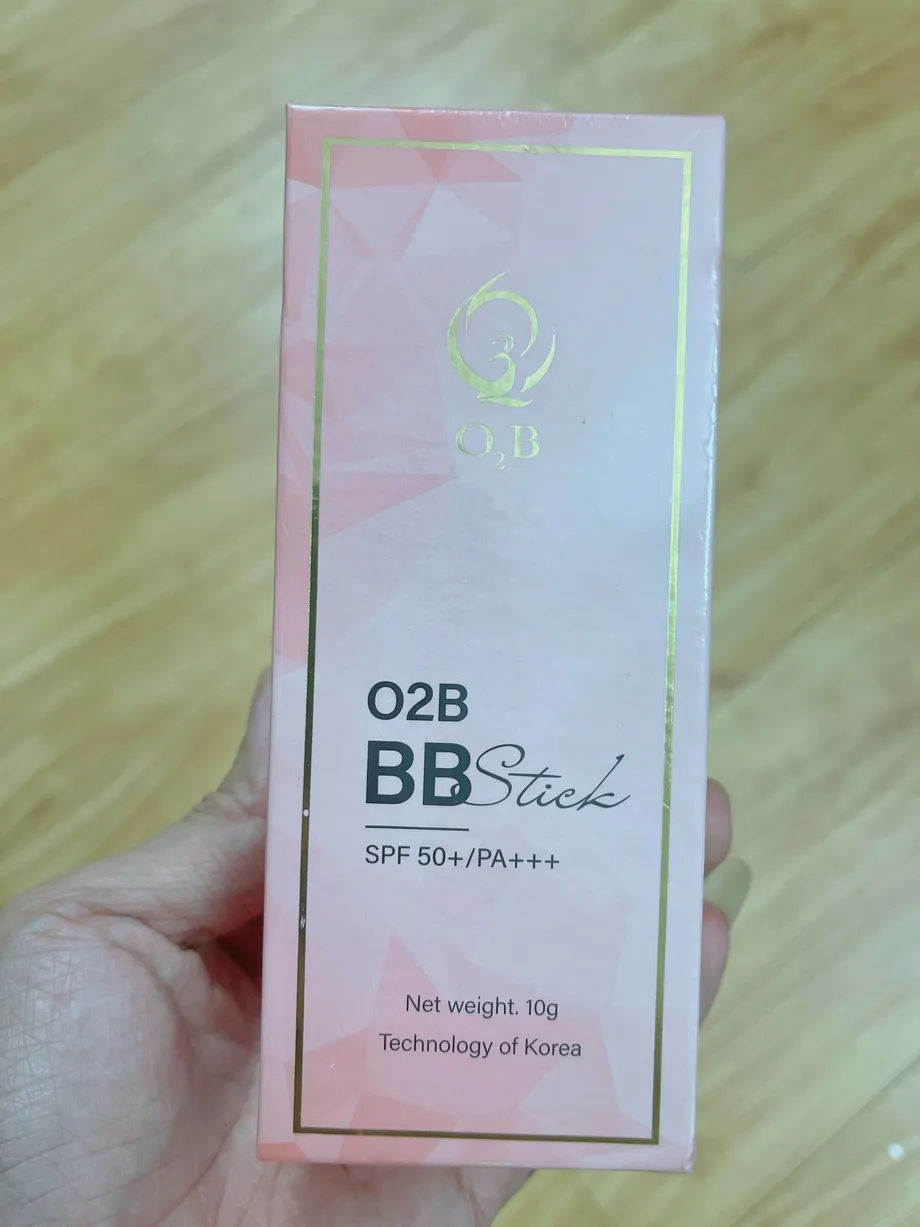 O₂B
O2B
BB Stick
SPF 50+/PA+++
Net weight. 10g
Technology of Korea